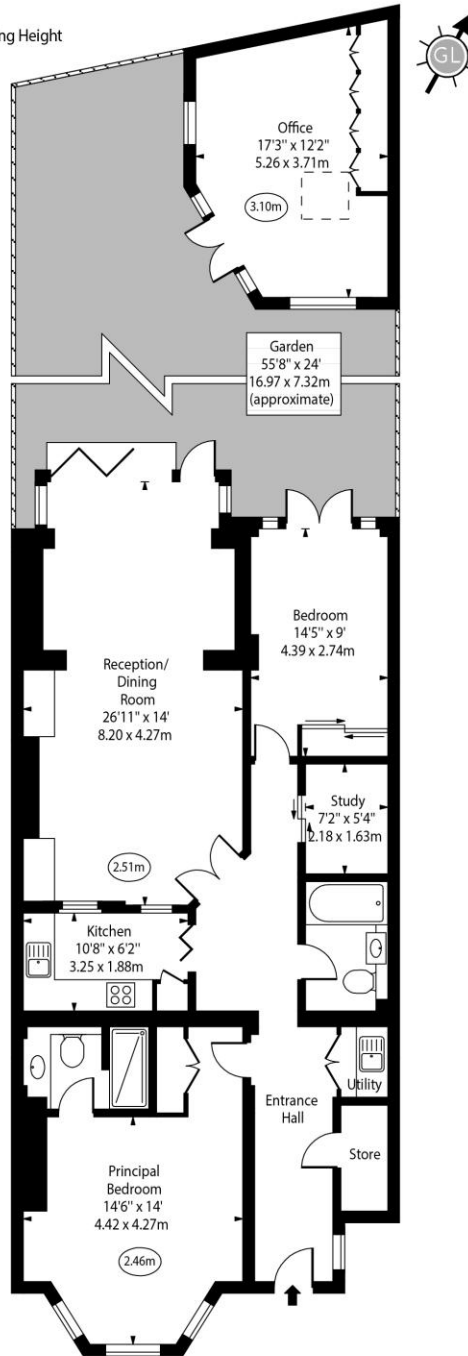 ng Height
GL
Office
17'3" x 12'2"
5.26 x 3.71m
3.10m
Garden
55'8" x 24'
16.97 x 7.32m
(approximate)
Bedroom
14'5" x 9'
4.39 x 2.74m
Reception/
Dining
Room
26'11" x 14'
8.20 x 4.27m
Study
7'2" x 5'4"
2.18 x 1.63m
2.51m
Kitchen
10'8" x 6'2"
3.25 x 1.88m
Utility
Entrance
Hall
Store
Principal
Bedroom
14'6" x 14'
4.42 x 4.27m
2.46m